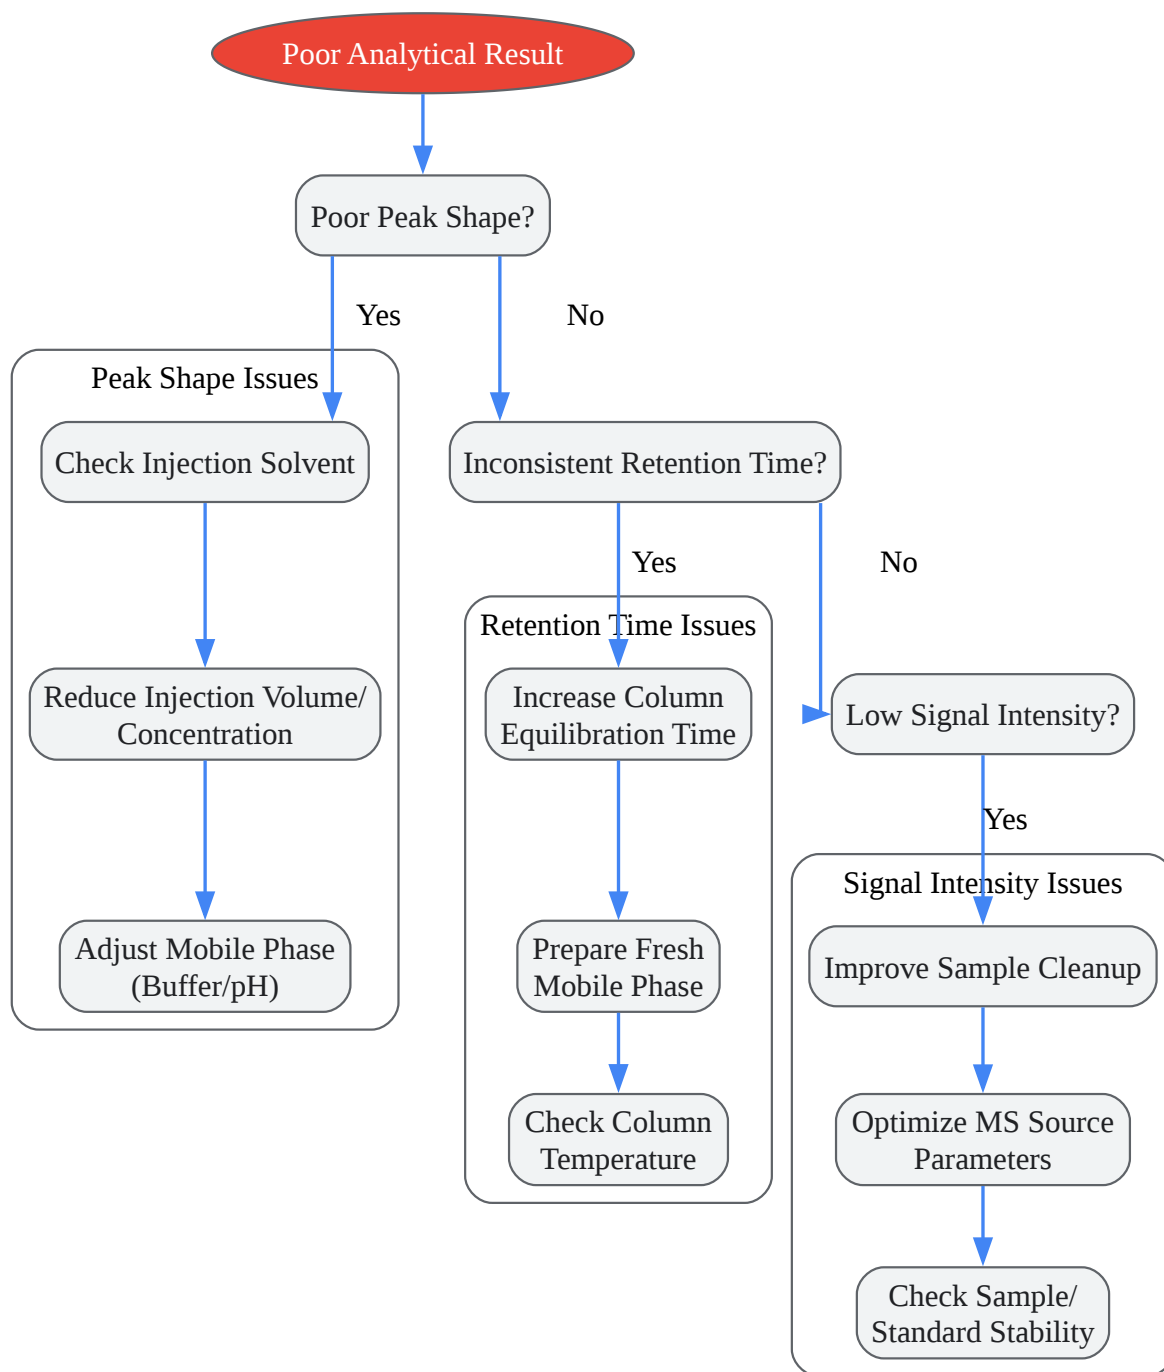 Poor Analytical Result
Poor Peak Shape?
Yes
No
Peak Shape Issues
Check Injection Solvent
Reduce Injection Volume/
Concentration
Adjust Mobile Phase
(Buffer/pH)
Inconsistent Retention Time?
Yes
No
Retention Time Issues
Increase Column
Equilibration Time
Prepare Fresh
Mobile Phase
Check Column
Temperature
Low Signal Intensity?
Yes
Signal Intensity Issues
Improve Sample Cleanup
Optimize MS Source
Parameters
Check Sample/
Standard Stability